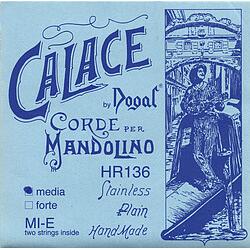 CALACE
by Dogal®
CORDE PER
MANDOLINO
HR136
media
forte
Stainless
Plain
HandMade
MI-E
two strings inside